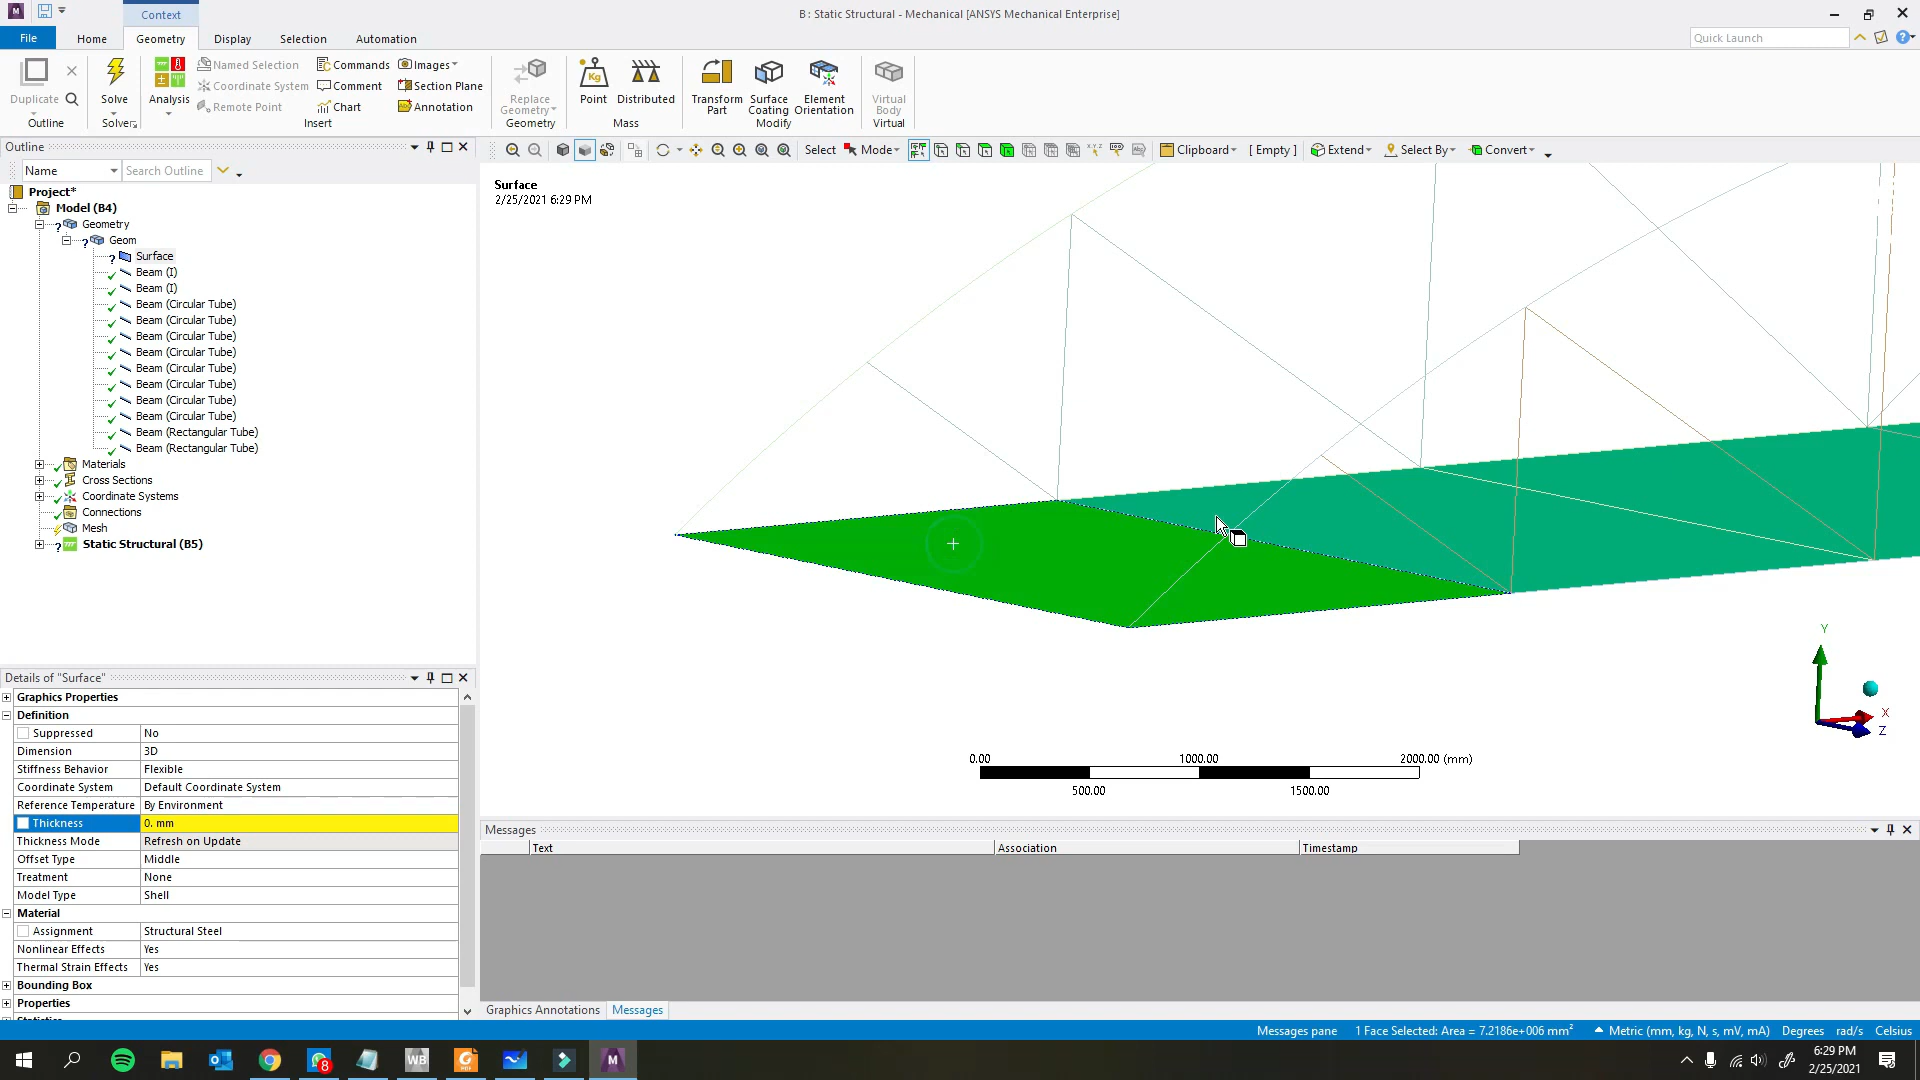 Context
B : Static Structural - Mechanical [ANSYS Mechanical Enterprise]
File
Home
Geometry
Display
Selection
Automation
Quick Launch
Duplicate
Outline
Solve
Solver
Analysis
Named Selection
Coordinate System
Remote Point
Commands
Comment
Chart
Images
Section Plane
Annotation
Insert
Replace
Geometry
Geometry
Point
Distributed
Mass
Transform
Part
Surface
Coating
Element
Orientation
Modify
Virtual
Body
Virtual
Outline
Name
Search Outline
Select
Mode
Clipboard
[ Empty ]
Extend
Select By
Convert
Project*
Model (B4)
Geometry
Geom
Surface
Beam (I)
Beam (I)
Beam (Circular Tube)
Beam (Circular Tube)
Beam (Circular Tube)
Beam (Circular Tube)
Beam (Circular Tube)
Beam (Circular Tube)
Beam (Circular Tube)
Beam (Circular Tube)
Beam (Rectangular Tube)
Beam (Rectangular Tube)
Materials
Cross Sections
Coordinate Systems
Connections
Mesh
Static Structural (B5)
Surface
2/25/2021 6:29 PM
Y
X
Z
0.00
1000.00
2000.00 (mm)
500.00
1500.00
Details of "Surface"
Graphics Properties
Definition
Suppressed No
Dimension 3D
Stiffness Behavior Flexible
Coordinate System Default Coordinate System
Reference Temperature By Environment
Thickness 0. mm
Thickness Mode Refresh on Update
Offset Type Middle
Treatment None
Model Type Shell
Material
Assignment Structural Steel
Nonlinear Effects Yes
Thermal Strain Effects Yes
Bounding Box
Properties
Messages
Text
Association
Timestamp
Graphics Annotations
Messages
Messages pane
1 Face Selected: Area = 7.2186e+006 mm²
Metric (mm, kg, N, s, mV, mA)
Degrees
rad/s
Celsius
6:29 PM
2/25/2021